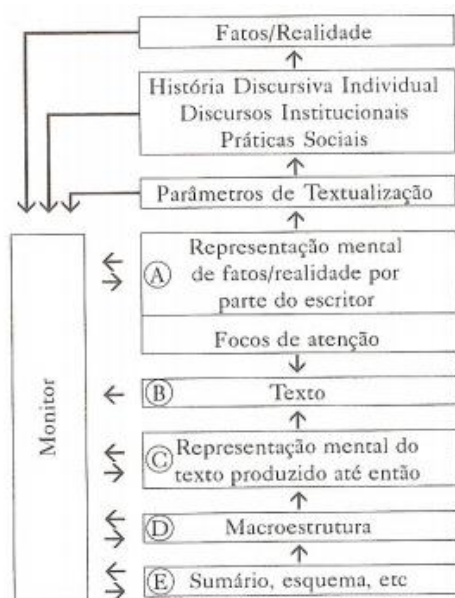 Fatos/Realidade
História Discursiva Individual
Discursos Institucionais
Práticas Sociais
Parâmetros de Textualização
Monitor
A
Representação mental
de fatos/realidade por
parte do escritor
Focos de atenção
B
Texto
C
Representação mental do
texto produzido até então
D
Macroestrutura
E
Sumário, esquema, etc